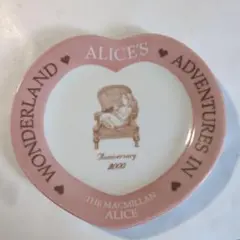 ALICE'S
ADVENTURES IN
WONDERLAND
Anniversary
2000
THE MACMILLAN
ALICE